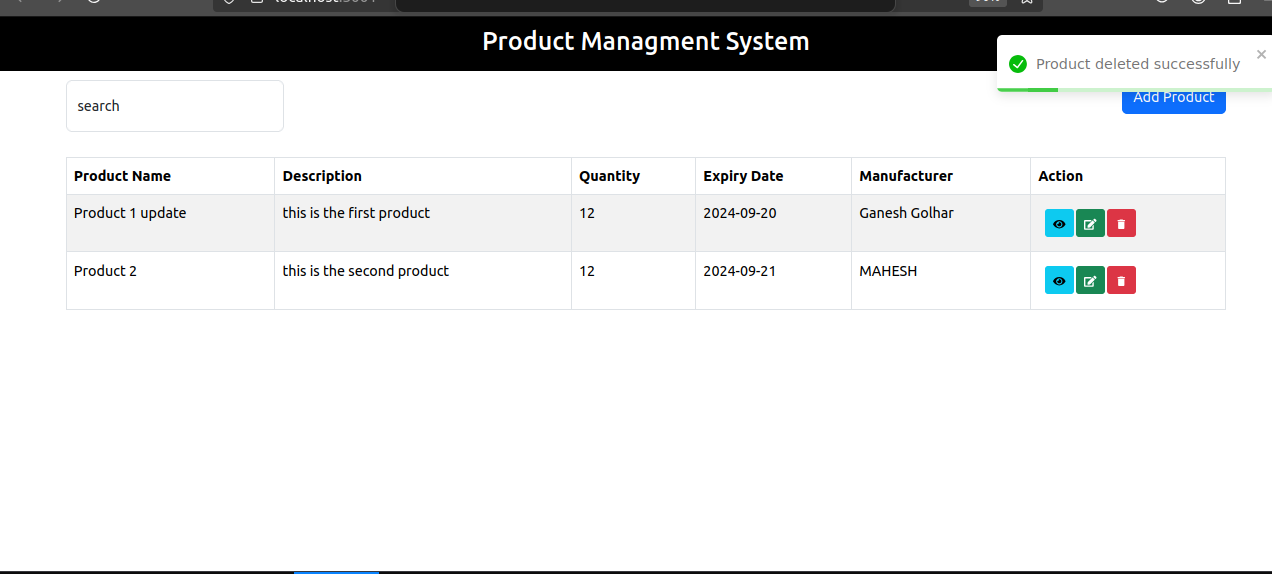 Product Managment System
Product deleted successfully
search
Add Product
Product Name Description Quantity Expiry Date Manufacturer Action
Product 1 update this is the first product 12 2024-09-20 Ganesh Golhar
Product 2 this is the second product 12 2024-09-21 MAHESH